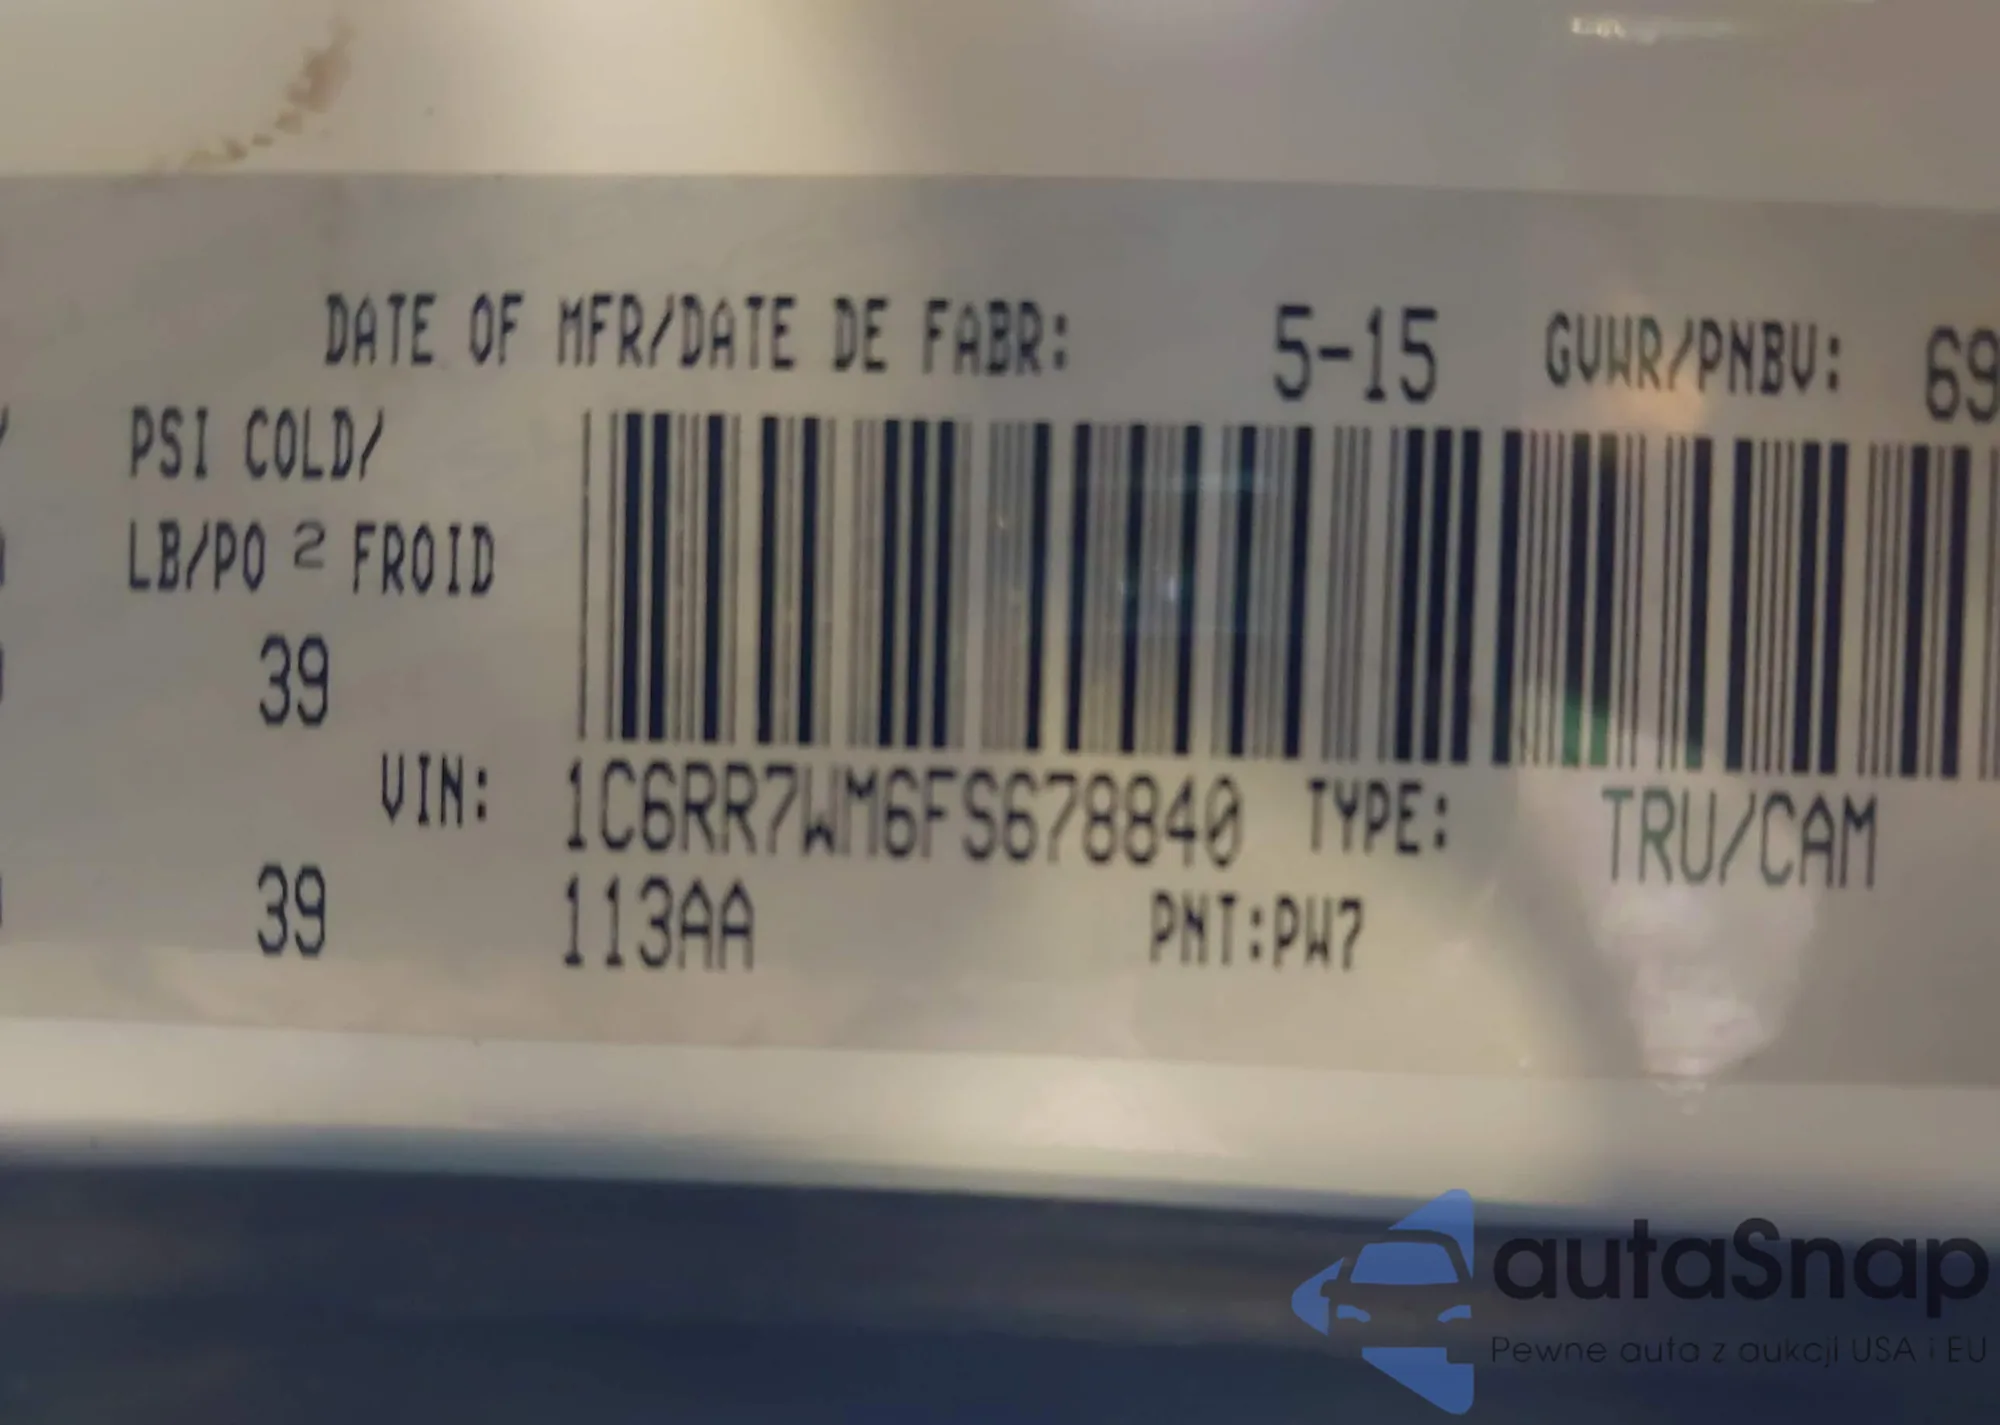 DATE OF MFR/DATE DE FABR: 5-15 GVWR/PNBV: 69
PSI COLD/
LB/PO 2 FROID
39
VIN: 1C6RR7WM6FS678840 TYPE: TRU/CAM
39 113AA PNT:PW7
autaSnap
Pewne auta z aukcji USA i EU